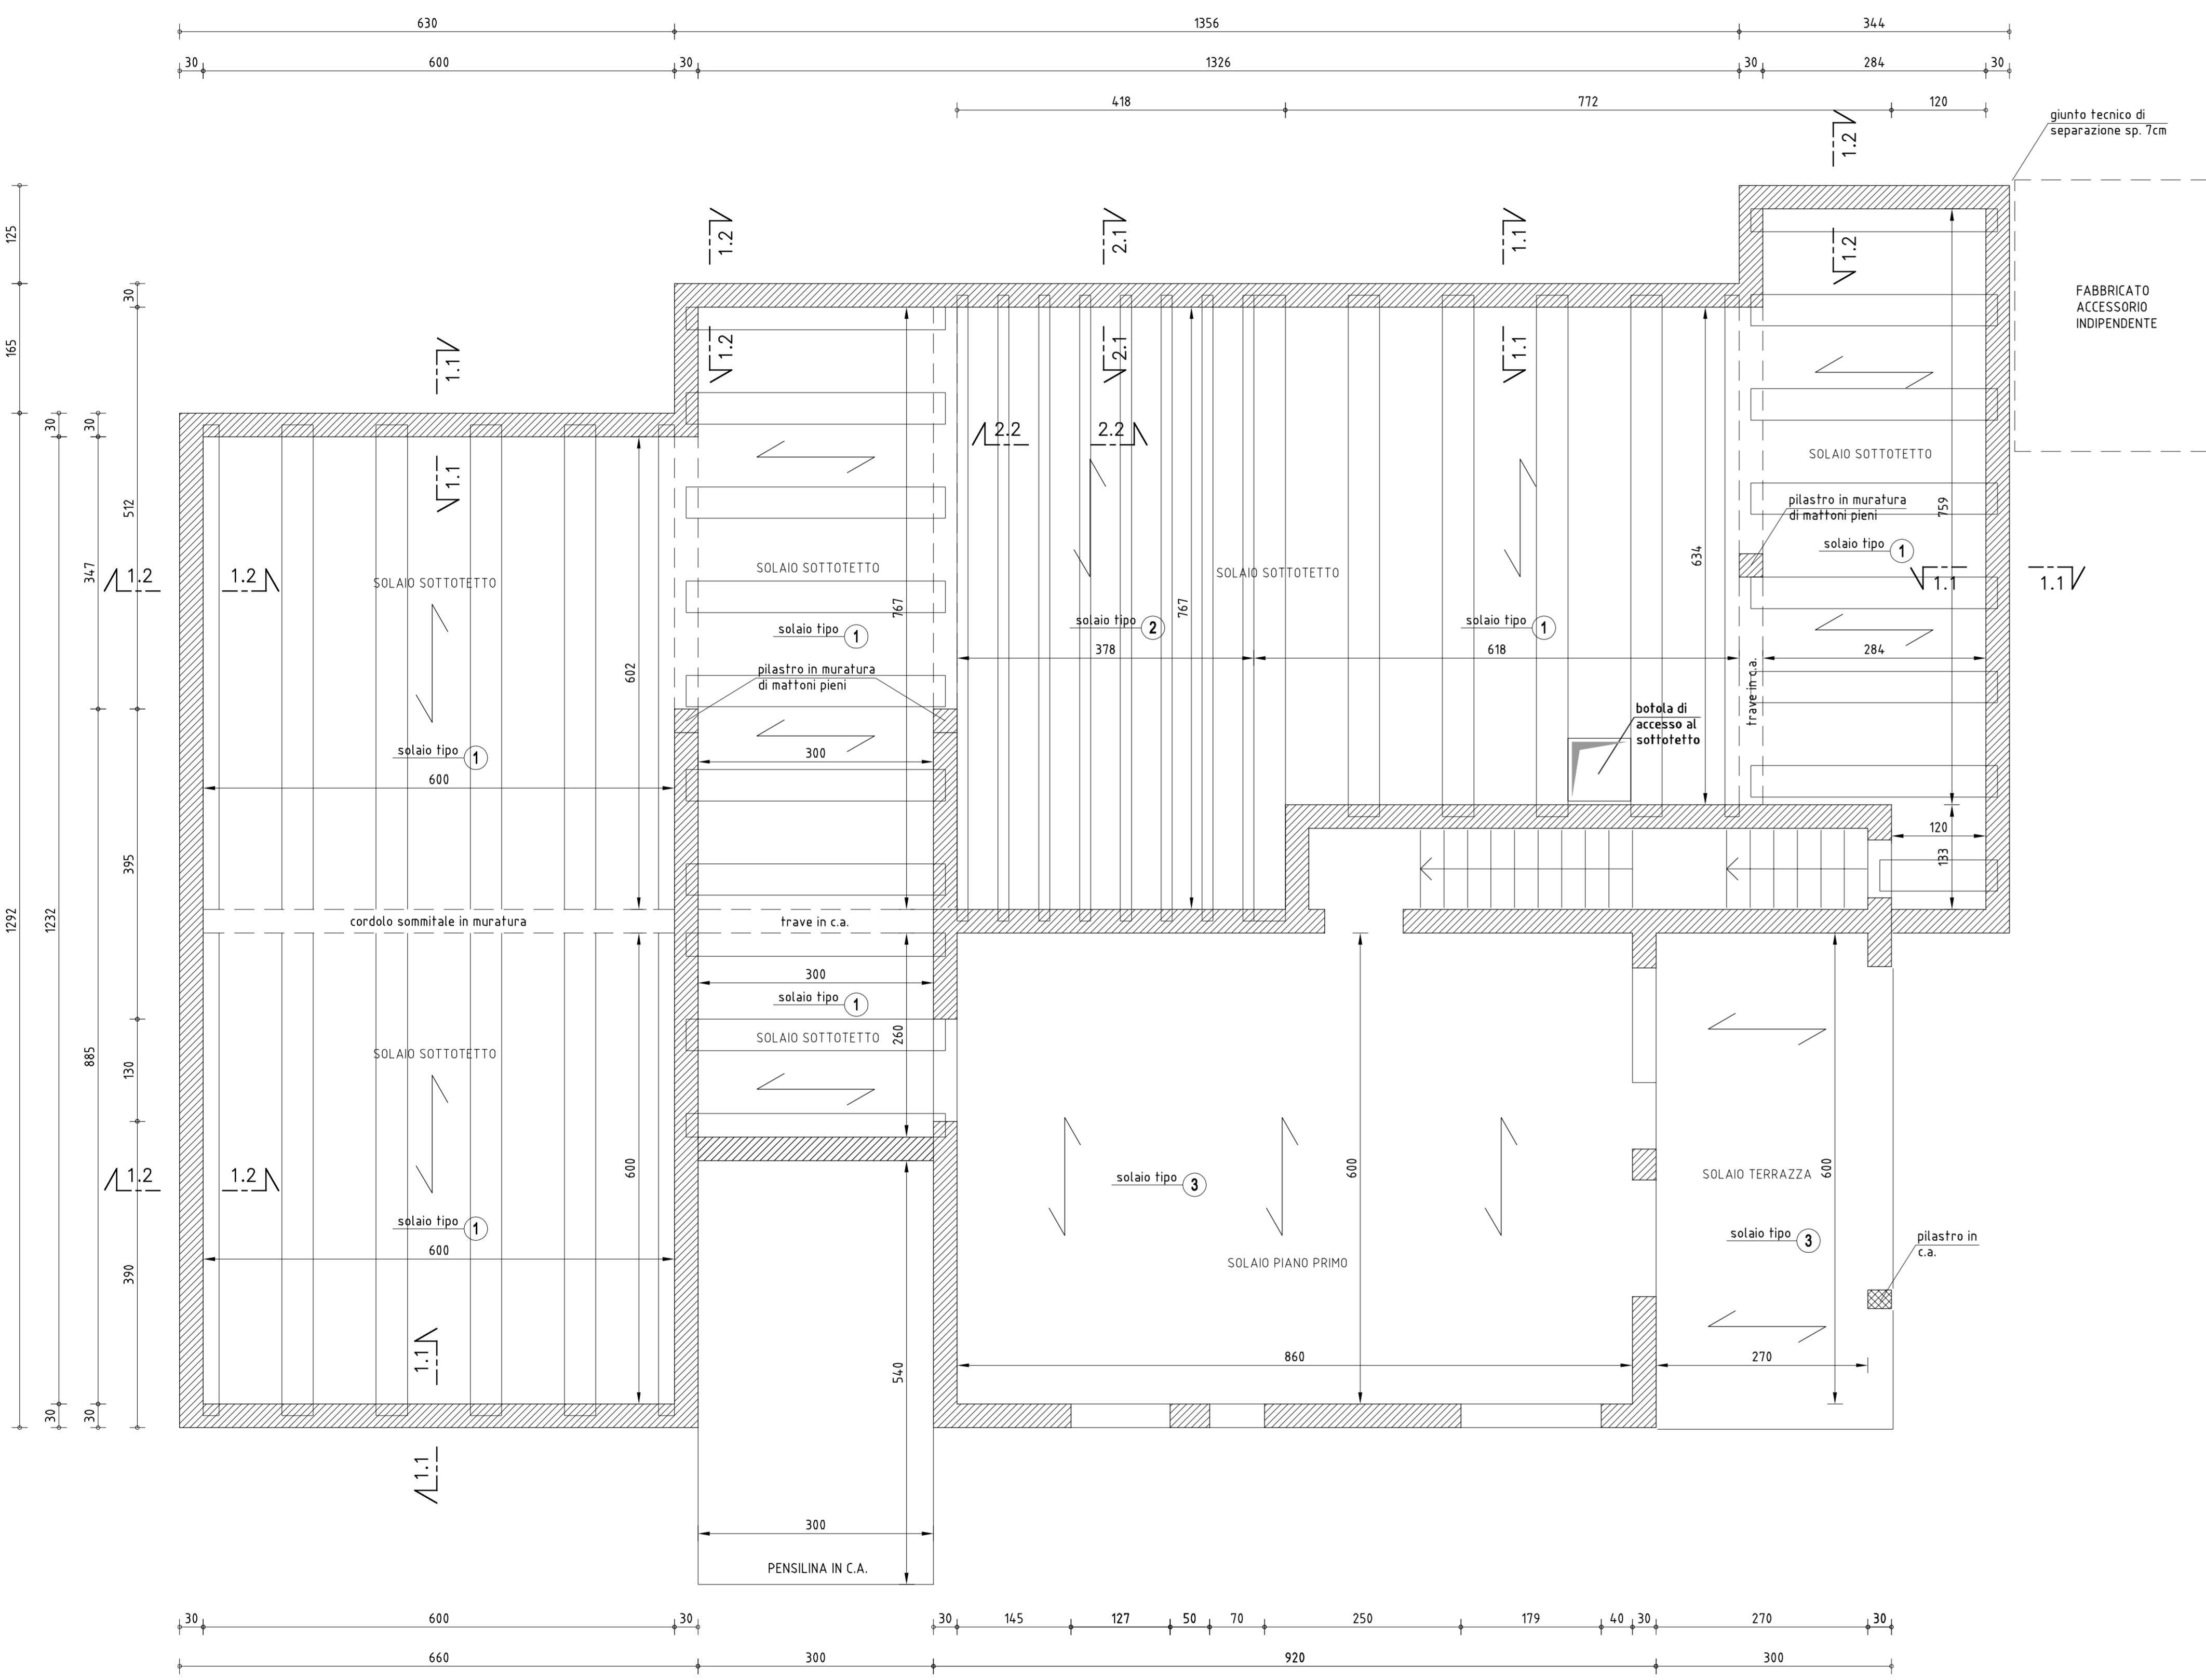 630
1356
344
30
600
30
1326
30
284
30
418
772
120
giunto tecnico di
separazione sp. 7cm
1.2
1.2
2.1
1.1
125
30
1.2
FABBRICATO
ACCESSORIO
INDIPENDENTE
165
1.1
1.2
2.1
1.1
30
30
2.2
2.2
SOLAIO SOTTOTETTO
1.1
512
759
pilastro in muratura
di mattoni pieni
solaio tipo 1
347
634
1.2
1.2
SOLAIO SOTTOTETTO
SOLAIO SOTTOTETTO
SOLAIO SOTTOTETTO
1.1
1.1
767
767
solaio tipo 1
solaio tipo 2
solaio tipo 1
602
378
618
284
pilastro in muratura
di mattoni pieni
trave in c.a.
botola di
accesso al
sottotetto
solaio tipo 1
300
600
395
120
133
1292
1232
cordolo sommitale in muratura
trave in c.a.
300
solaio tipo 1
260
SOLAIO SOTTOTETTO
SOLAIO SOTTOTETTO
885
130
1.2
1.2
600
solaio tipo 3
600
SOLAIO TERRAZZA
600
solaio tipo 1
solaio tipo 3
pilastro in
c.a.
600
SOLAIO PIANO PRIMO
390
1.1
540
860
270
30
30
1.1
300
PENSILINA IN C.A.
30
600
30
30
145
127
50
70
250
179
40
30
270
30
660
300
920
300